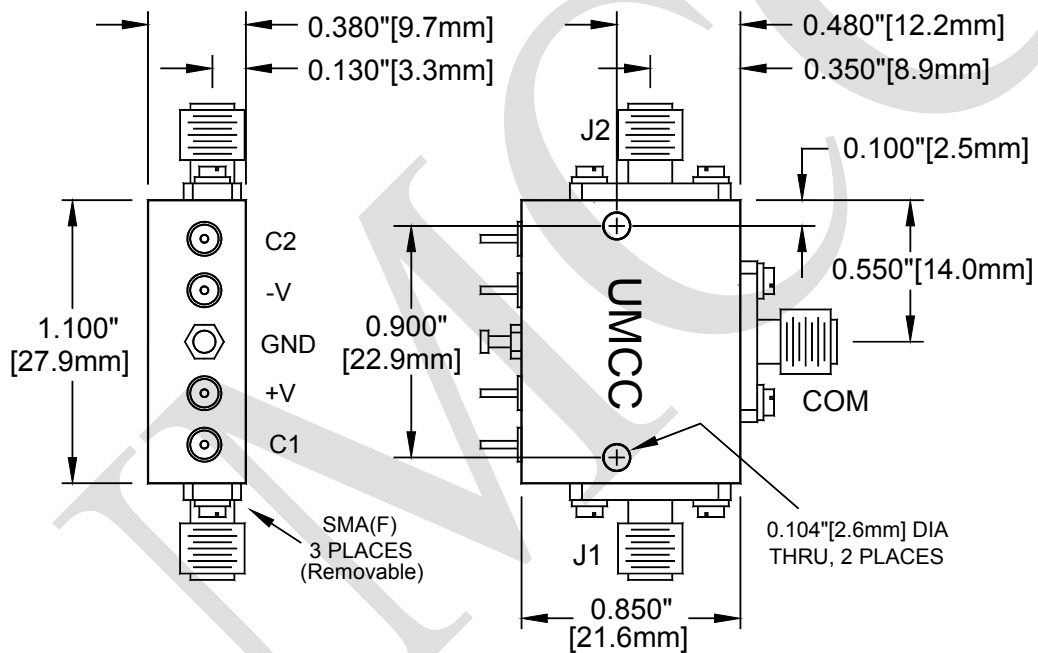 0.380"[9.7mm]
0.130"[3.3mm]
0.480"[12.2mm]
0.350"[8.9mm]
J2
0.100"[2.5mm]
0.550"[14.0mm]
C2
-V
GND
+V
C1
1.100"
[27.9mm]
0.900"
[22.9mm]
UMCC
COM
SMA(F)
3 PLACES
(Removable)
J1
0.104"[2.6mm] DIA
THRU, 2 PLACES
0.850"
[21.6mm]